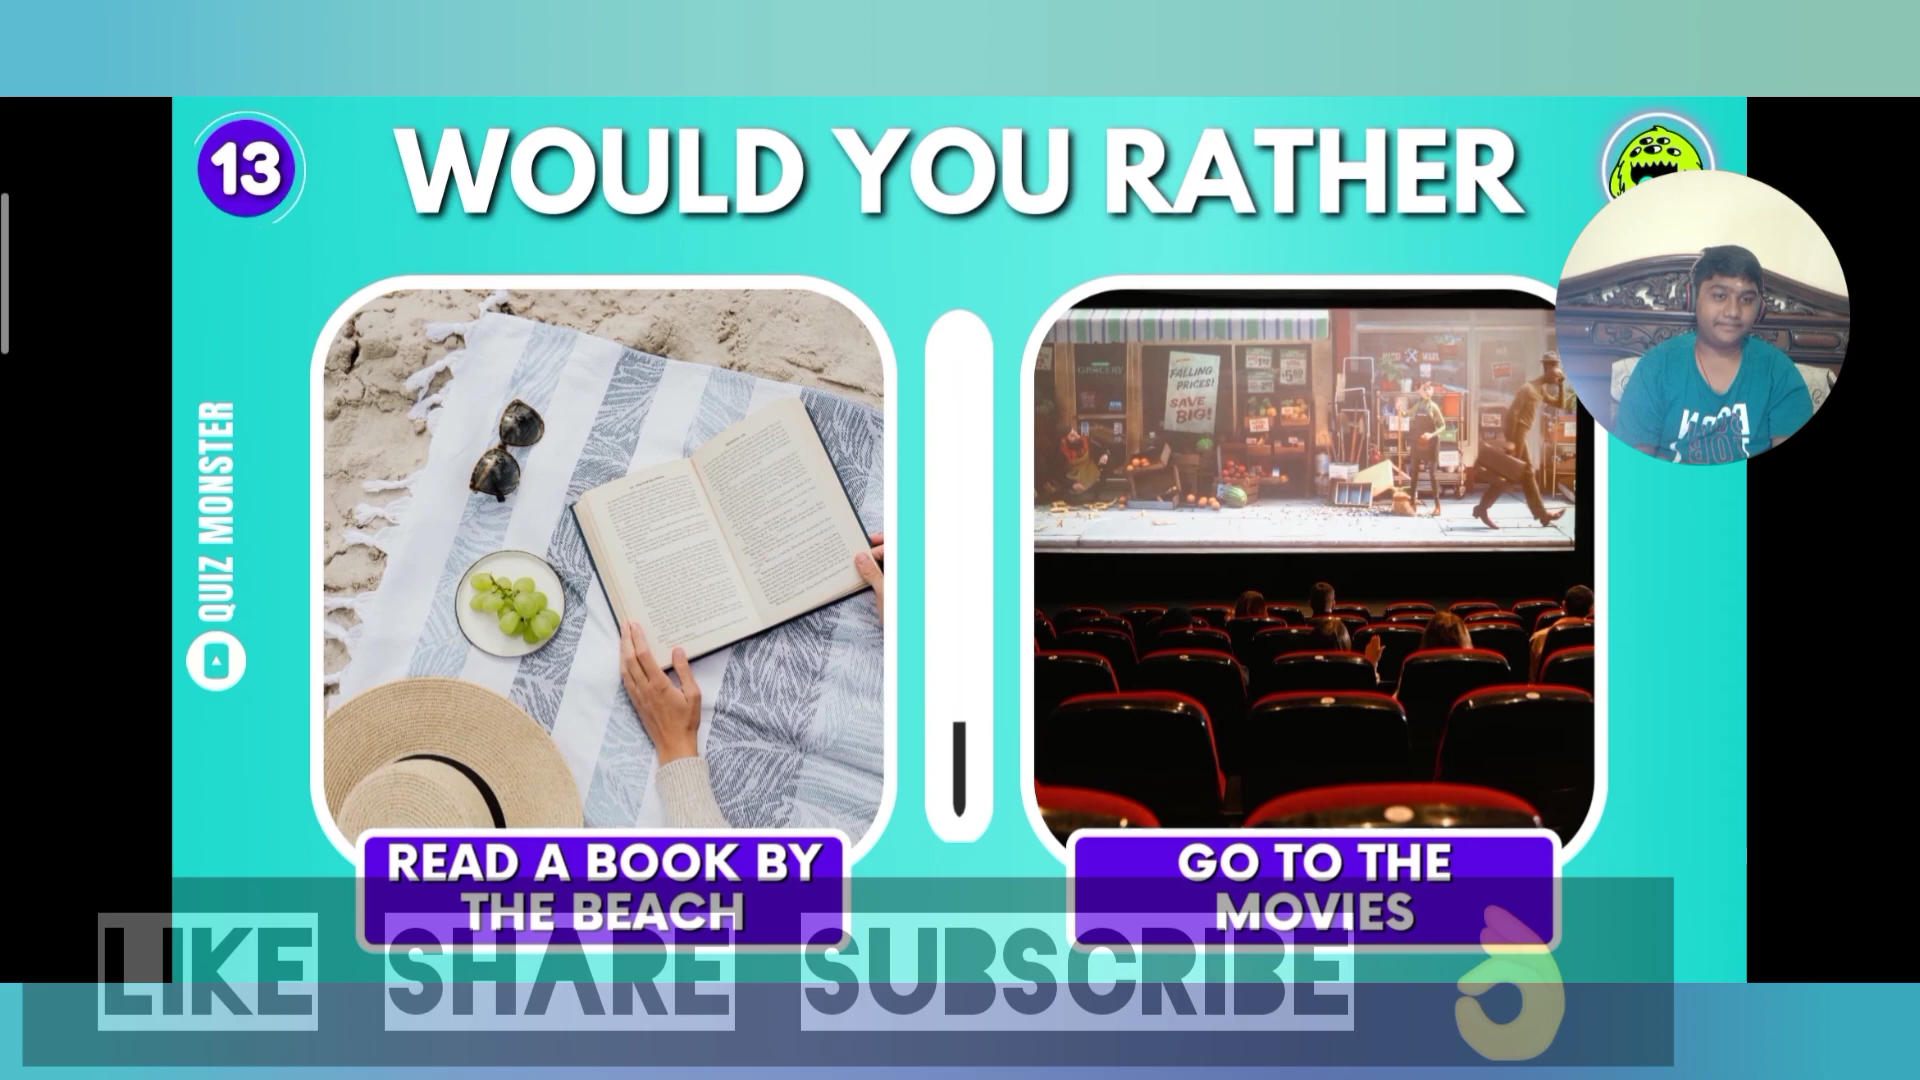 13
WOULD YOU RATHER
QUIZ MONSTER
GROCERY
FALLING
PRICES!
SAVE
BIG!
READ A BOOK BY
THE BEACH
GO TO THE
MOVIES
LIKE SHARE SUBSCRIBE